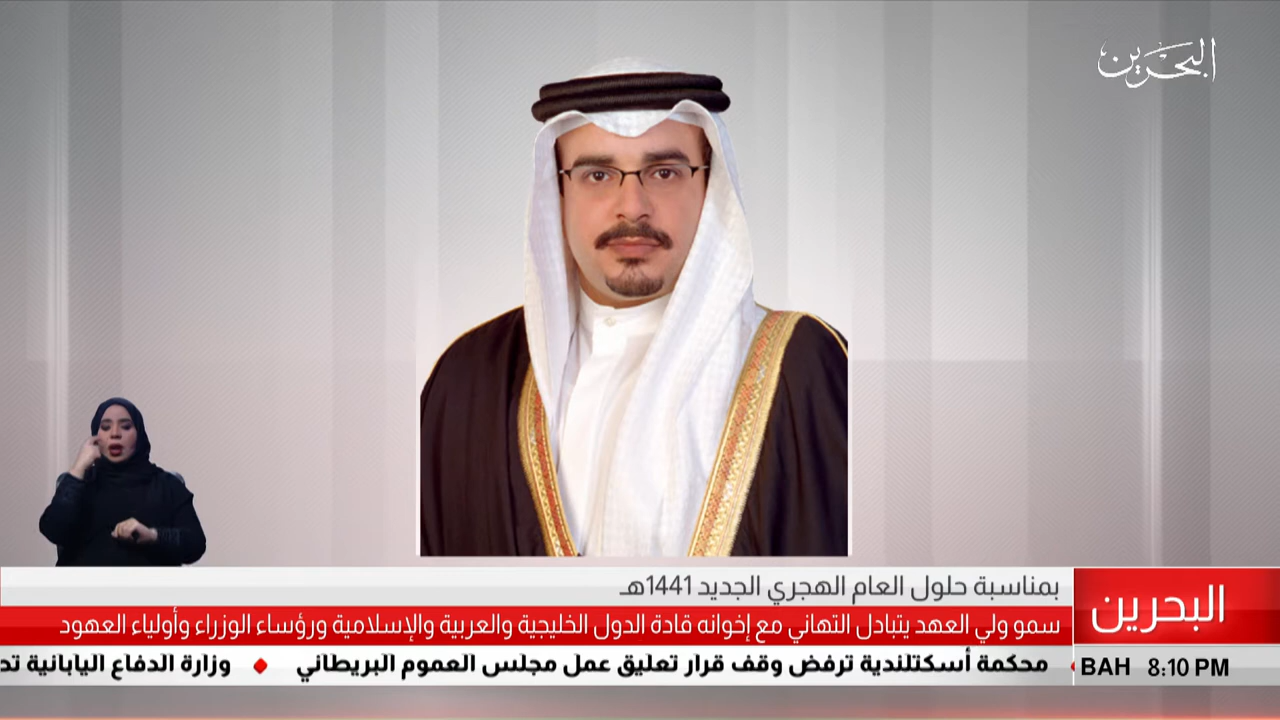 البحرين
بمناسبة حلول العام الهجري الجديد 1441هـ
البحرين
سمو ولي العهد يتبادل التهاني مع إخوانه قادة الدول الخليجية والعربية والإسلامية ورؤساء الوزراء وأولياء العهود
محكمة أسكتلندية ترفض وقف قرار تعليق عمل مجلس العموم البريطاني ♦ وزارة الدفاع اليابانية تد
BAH 8:10 PM